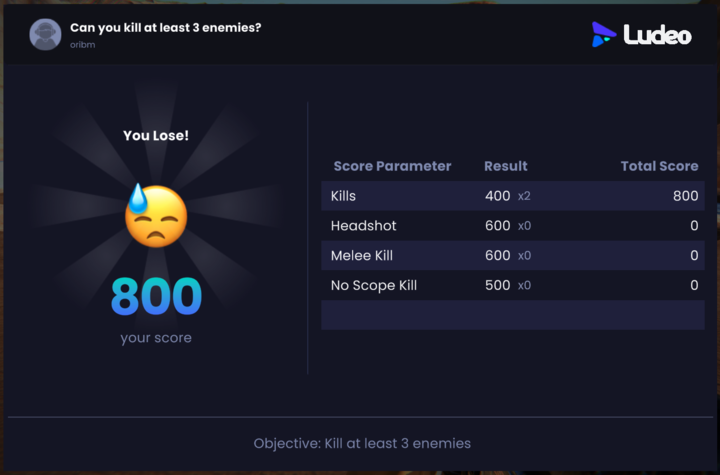 Can you kill at least 3 enemies?
oribm
Ludeo
You Lose!
800
your score
Score Parameter Result Total Score
Kills 400 x2 800
Headshot 600 x0 0
Melee Kill 600 x0 0
No Scope Kill 500 x0 0
Objective: Kill at least 3 enemies